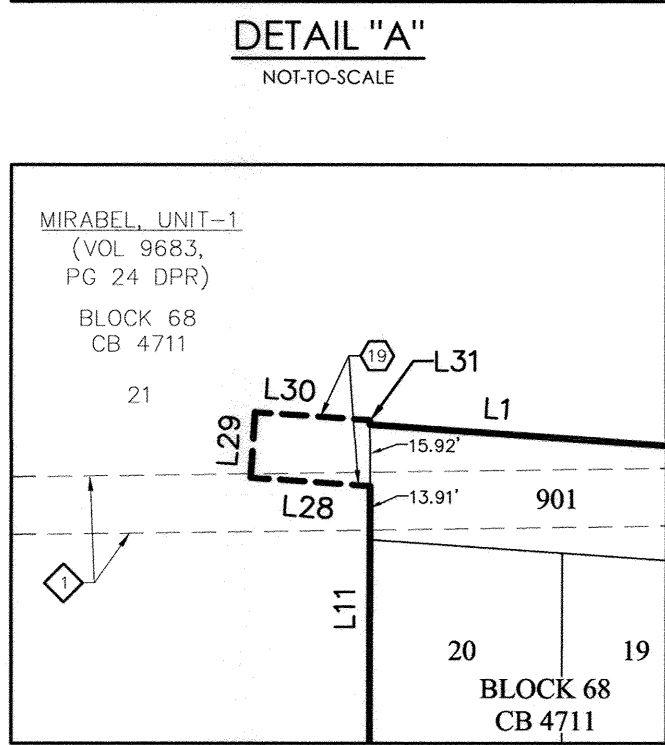 DETAIL "A"
NOT-TO-SCALE
MIRABEL, UNIT-1
(VOL 9683,
PG 24 DPR)
BLOCK 68
CB 4711
21
19
L30
L31
L1
L29
15.92'
L28
13.91'
901
1
L11
20
19
BLOCK 68
CB 4711